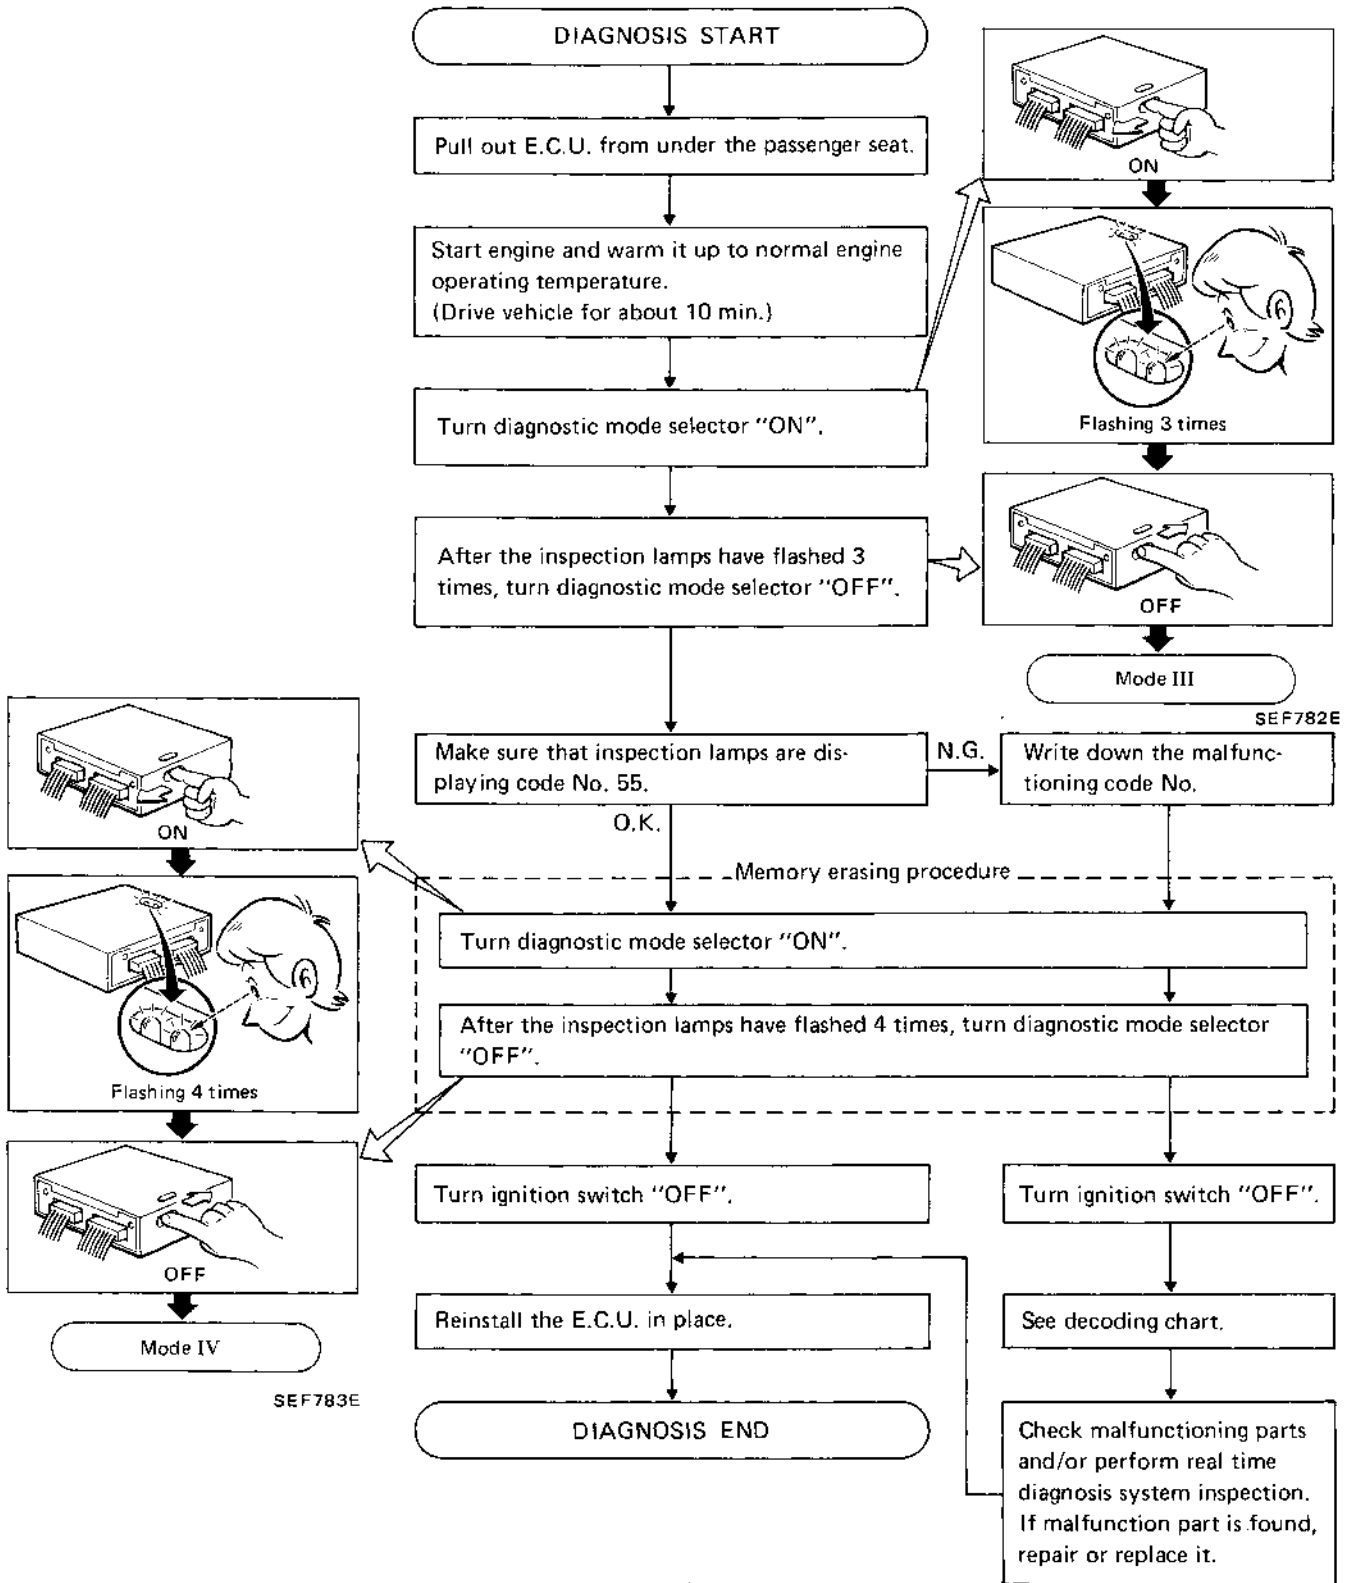 DIAGNOSIS START
Pull out E.C.U. from under the passenger seat.
Start engine and warm it up to normal engine
operating temperature.
(Drive vehicle for about 10 min.)
Turn diagnostic mode selector "ON".
After the inspection lamps have flashed 3
times, turn diagnostic mode selector "OFF".
ON
Flashing 3 times
OFF
Mode III
SEF782E
Make sure that inspection lamps are dis-
playing code No. 55.
N.G.
Write down the malfunc-
tioning code No.
O.K.
Memory erasing procedure
Turn diagnostic mode selector "ON".
After the inspection lamps have flashed 4 times, turn diagnostic mode selector
"OFF".
ON
Flashing 4 times
OFF
Mode IV
SEF783E
Turn ignition switch "OFF".
Turn ignition switch "OFF".
Reinstall the E.C.U. in place.
See decoding chart.
DIAGNOSIS END
Check malfunctioning parts
and/or perform real time
diagnosis system inspection.
If malfunction part is found,
repair or replace it.